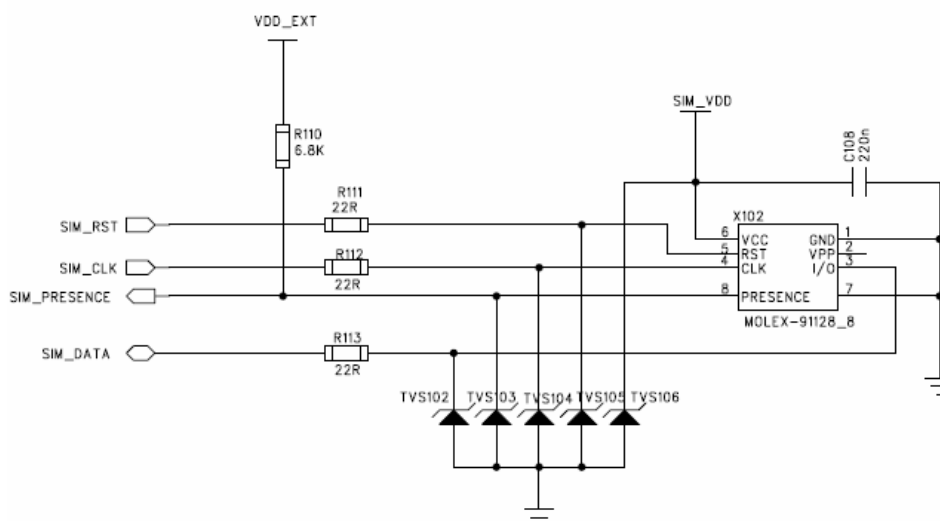 VDD_EXT
SIM_VDD
C108
220n
R110
6.8K
R111
22R
X102
SIM_RST
6 VCC GND 1
5 RST VPP 2
R112
SIM_CLK
4 CLK I/O 3
22R
SIM_PRESENCE
8 PRESENCE 7
MOLEX-91128_8
R113
SIM_DATA
22R
TVS102 TVS103 TVS104 TVS105 TVS106